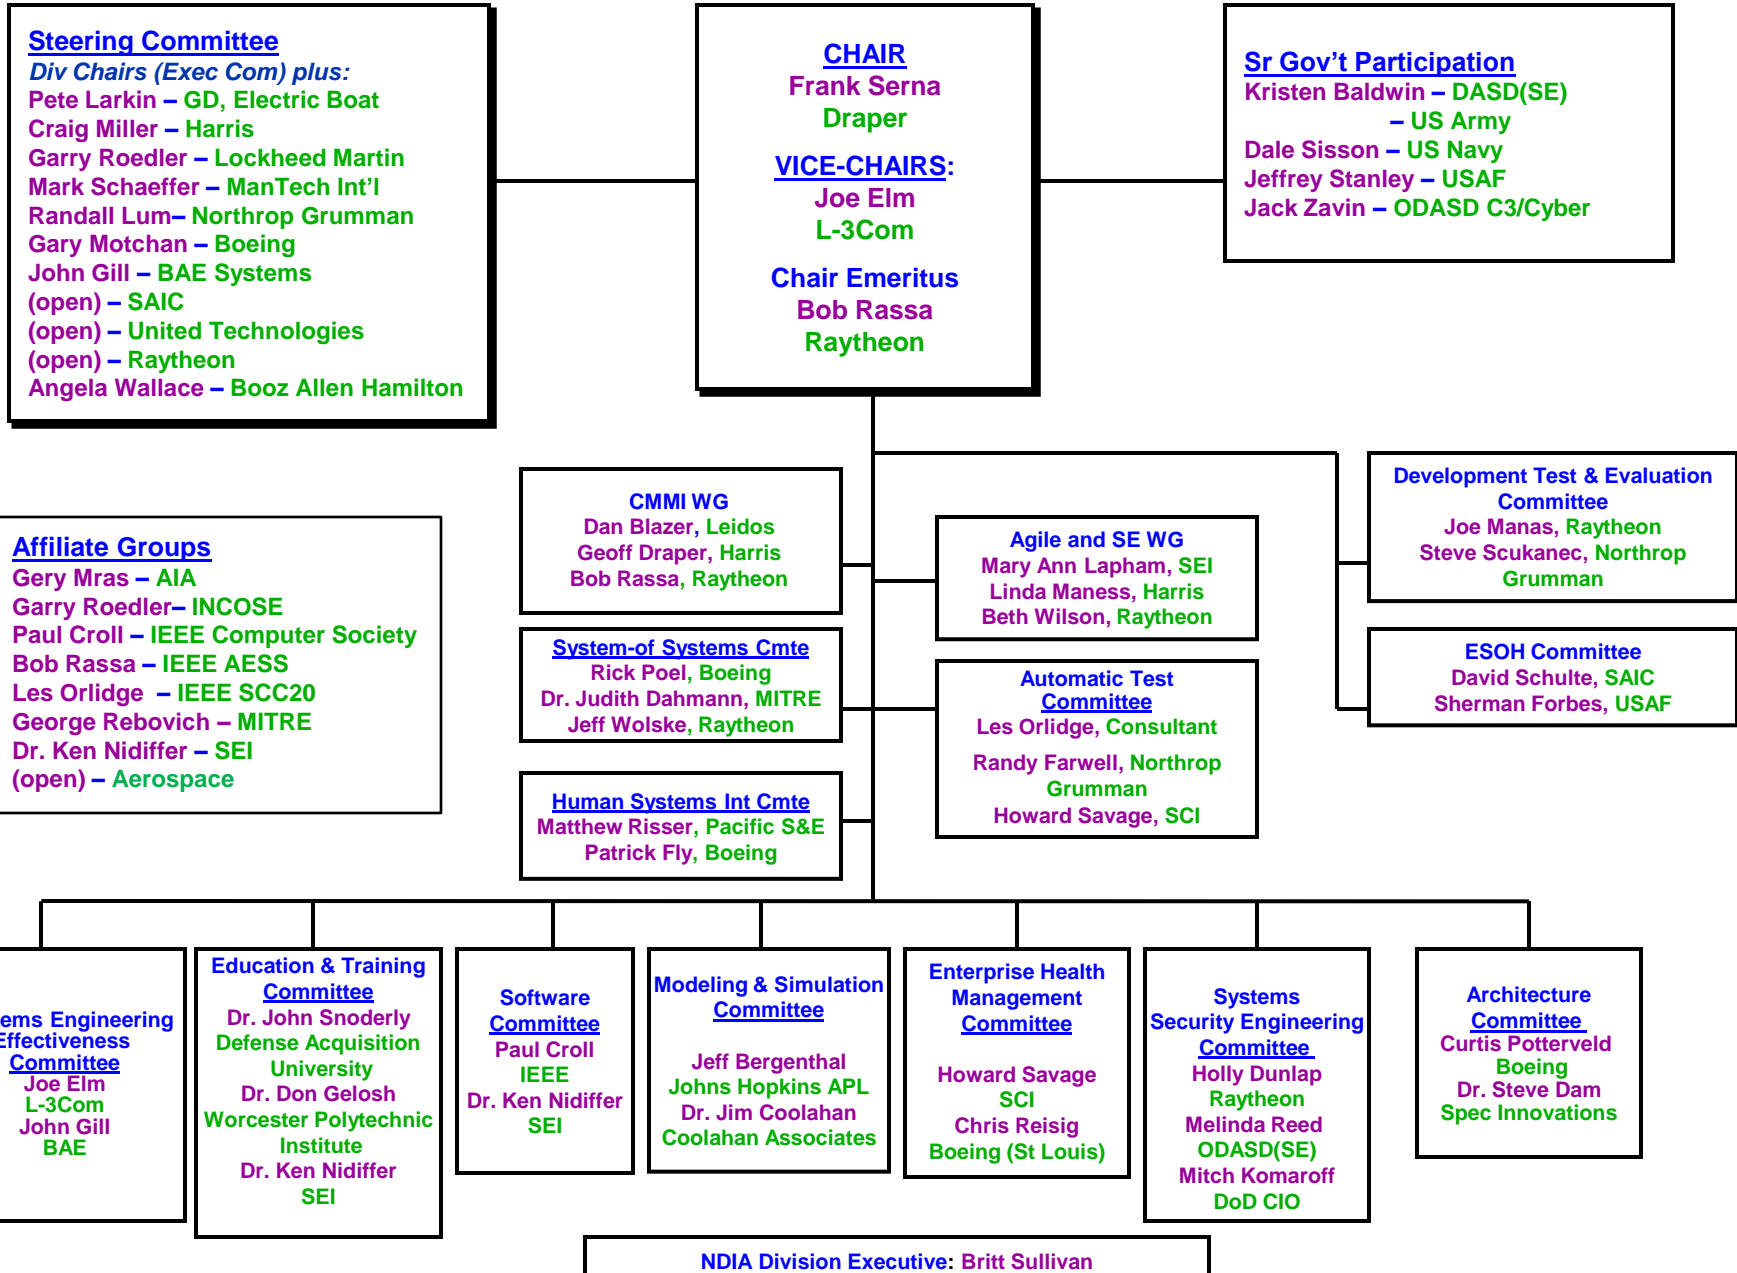 Steering Committee
Div Chairs (Exec Com) plus:
Pete Larkin – GD, Electric Boat
Craig Miller – Harris
Garry Roedler – Lockheed Martin
Mark Schaeffer – ManTech Int'l
Randall Lum– Northrop Grumman
Gary Motchan – Boeing
John Gill – BAE Systems
(open) – SAIC
(open) – United Technologies
(open) – Raytheon
Angela Wallace – Booz Allen Hamilton
CHAIR
Frank Serna
Draper
VICE-CHAIRS:
Joe Elm
L-3Com
Chair Emeritus
Bob Rassa
Raytheon
Sr Gov't Participation
Kristen Baldwin – DASD(SE)
– US Army
Dale Sisson – US Navy
Jeffrey Stanley – USAF
Jack Zavin – ODASD C3/Cyber
Affiliate Groups
Gery Mras – AIA
Garry Roedler– INCOSE
Paul Croll – IEEE Computer Society
Bob Rassa – IEEE AESS
Les Orlidge – IEEE SCC20
George Rebovich – MITRE
Dr. Ken Nidiffer – SEI
(open) – Aerospace
CMMI WG
Dan Blazer, Leidos
Geoff Draper, Harris
Bob Rassa, Raytheon
System-of Systems Cmte
Rick Poel, Boeing
Dr. Judith Dahmann, MITRE
Jeff Wolske, Raytheon
Human Systems Int Cmte
Matthew Risser, Pacific S&E
Patrick Fly, Boeing
Agile and SE WG
Mary Ann Lapham, SEI
Linda Maness, Harris
Beth Wilson, Raytheon
Automatic Test
Committee
Les Orlidge, Consultant
Randy Farwell, Northrop
Grumman
Howard Savage, SCI
Development Test & Evaluation
Committee
Joe Manas, Raytheon
Steve Scukanec, Northrop
Grumman
ESOH Committee
David Schulte, SAIC
Sherman Forbes, USAF
ems Engineering
Effectiveness
Committee
Joe Elm
L-3Com
John Gill
BAE
Education & Training
Committee
Dr. John Snoderly
Defense Acquisition
University
Dr. Don Gelosh
Worcester Polytechnic
Institute
Dr. Ken Nidiffer
SEI
Software
Committee
Paul Croll
IEEE
Dr. Ken Nidiffer
SEI
Modeling & Simulation
Committee
Jeff Bergenthal
Johns Hopkins APL
Dr. Jim Coolahan
Coolahan Associates
Enterprise Health
Management
Committee
Howard Savage
SCI
Chris Reisig
Boeing (St Louis)
Systems
Security Engineering
Committee
Holly Dunlap
Raytheon
Melinda Reed
ODASD(SE)
Mitch Komaroff
DoD CIO
Architecture
Committee
Curtis Potterveld
Boeing
Dr. Steve Dam
Spec Innovations
NDIA Division Executive: Britt Sullivan